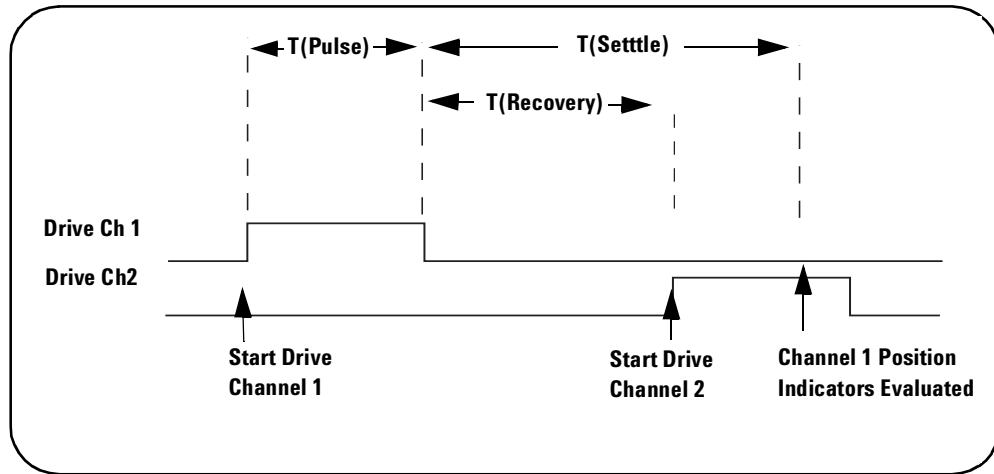 T(Pulse)
T(Setttle)
T(Recovery)
Drive Ch 1
Drive Ch2
Start Drive
Channel 1
Start Drive
Channel 2
Channel 1 Position
Indicators Evaluated